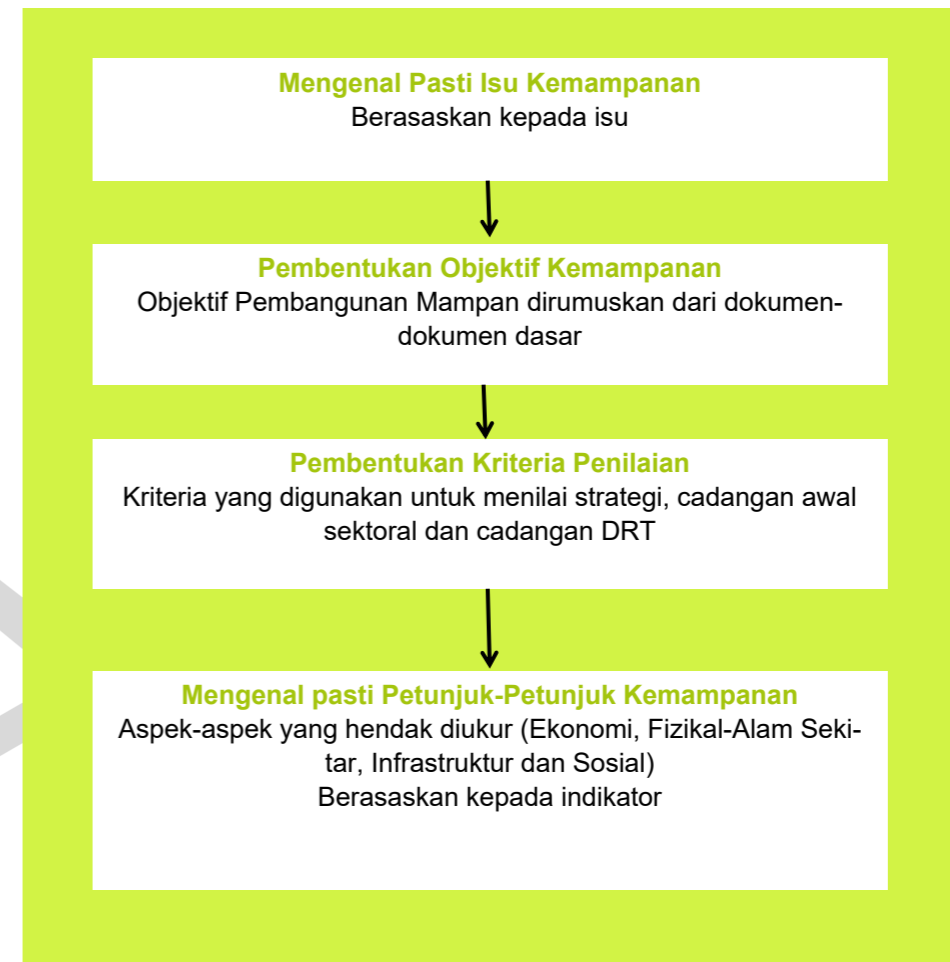 Mengenal Pasti Isu Kemampanan
Berasaskan kepada isu
Pembentukan Objektif Kemampanan
Objektif Pembangunan Mampan dirumuskan dari dokumen-
dokumen dasar
Pembentukan Kriteria Penilaian
Kriteria yang digunakan untuk menilai strategi, cadangan awal
sektoral dan cadangan DRT
Mengenal pasti Petunjuk-Petunjuk Kemampanan
Aspek-aspek yang hendak diukur (Ekonomi, Fizikal-Alam Seki-
tar, Infrastruktur dan Sosial)
Berasaskan kepada indikator